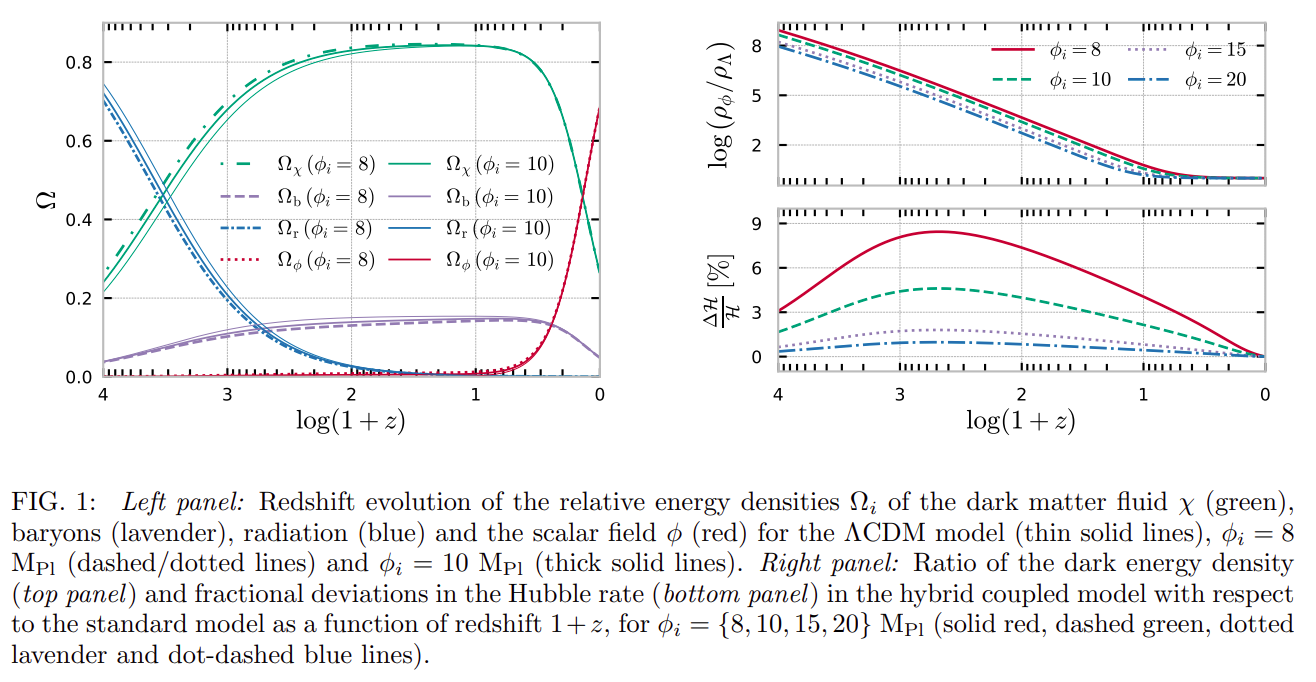 0.8
0.6
0.4
0.2
0.0
Ω
Ωχ (ϕi = 8)
Ωb (ϕi = 8)
Ωr (ϕi = 8)
Ωϕ (ϕi = 8)
Ωχ (ϕi = 10)
Ωb (ϕi = 10)
Ωr (ϕi = 10)
Ωϕ (ϕi = 10)
4 3 2 1 0
log(1 + z)
8
5
2
log (ρϕ/ρΛ)
ϕi = 8
ϕi = 10
ϕi = 15
ϕi = 20
9
6
3
0
Δℋ/ℋ [%]
4 3 2 1 0
log(1 + z)
FIG. 1: Left panel: Redshift evolution of the relative energy densities Ωi of the dark matter fluid χ (green),
baryons (lavender), radiation (blue) and the scalar field ϕ (red) for the ΛCDM model (thin solid lines), ϕi = 8
MPl (dashed/dotted lines) and ϕi = 10 MPl (thick solid lines). Right panel: Ratio of the dark energy density
(top panel) and fractional deviations in the Hubble rate (bottom panel) in the hybrid coupled model with respect
to the standard model as a function of redshift 1+z, for ϕi = {8, 10, 15, 20} MPl (solid red, dashed green, dotted
lavender and dot-dashed blue lines).